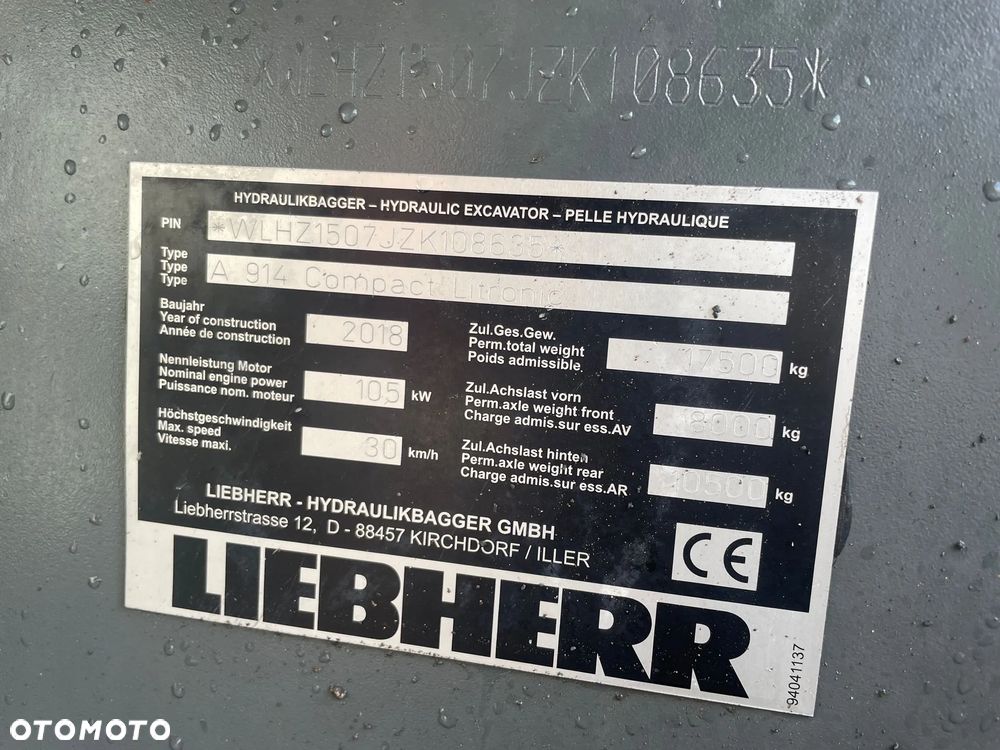 *WLHZ1507JZK108635*
HYDRAULIKBAGGER – HYDRAULIC EXCAVATOR – PELLE HYDRAULIQUE
PIN *WLHZ1507JZK108635*
Type
Type A 914 Compact Litronic
Type
Baujahr
Year of construction 2018
Année de construction
Nennleistung Motor
Nominal engine power 105 kW
Puissance nom. moteur
Höchstgeschwindigkeit
Max. speed 30 km/h
Vitesse maxi.
Zul.Ges.Gew.
Perm.total weight 17500 kg
Poids admissible
Zul.Achslast vorn
Perm.axle weight front 8000 kg
Charge admis.sur ess.AV
Zul.Achslast hinten
Perm.axle weight rear 10500 kg
Charge admis.sur ess.AR
LIEBHERR - HYDRAULIKBAGGER GMBH
Liebherrstrasse 12, D - 88457 KIRCHDORF / ILLER
CE
LIEBHERR
94041137
OTOMOTO